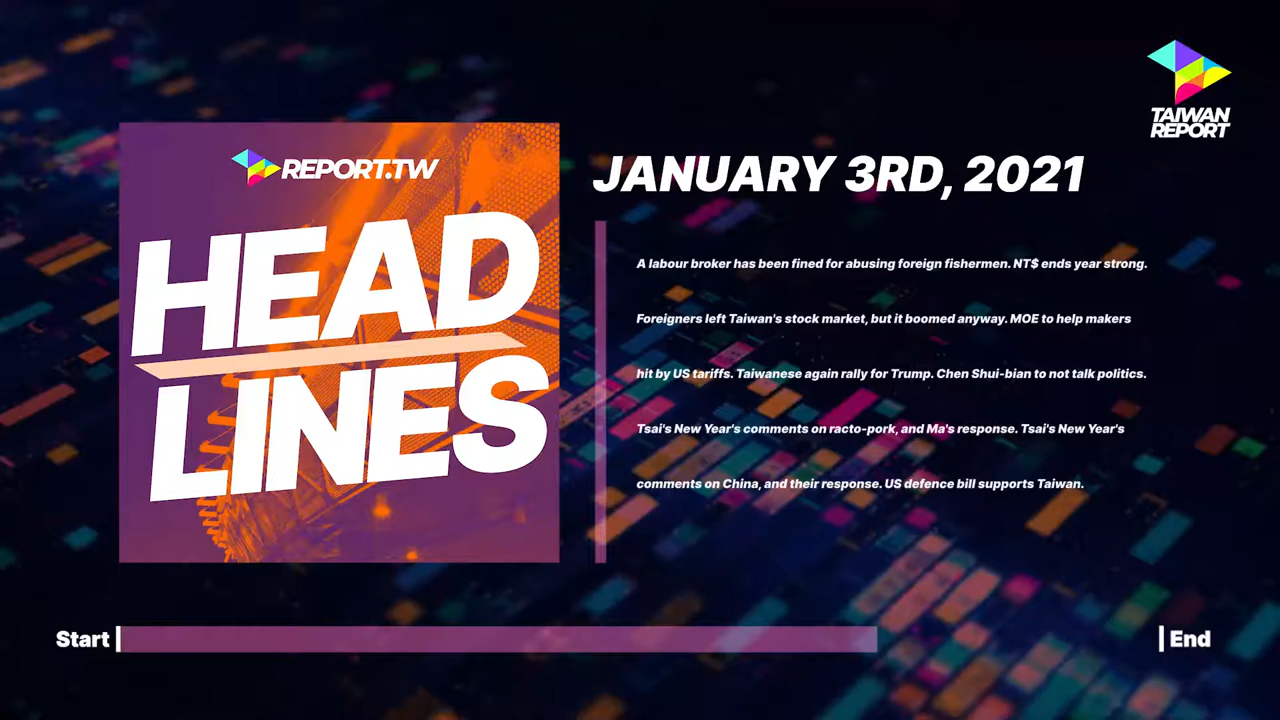 TAIWAN
REPORT
REPORT.TW
HEAD
LINES
JANUARY 3RD, 2021
A labour broker has been fined for abusing foreign fishermen. NT$ ends year strong.
Foreigners left Taiwan's stock market, but it boomed anyway. MOE to help makers
hit by US tariffs. Taiwanese again rally for Trump. Chen Shui-bian to not talk politics.
Tsai's New Year's comments on racto-pork, and Ma's response. Tsai's New Year's
comments on China, and their response. US defence bill supports Taiwan.
Start
End